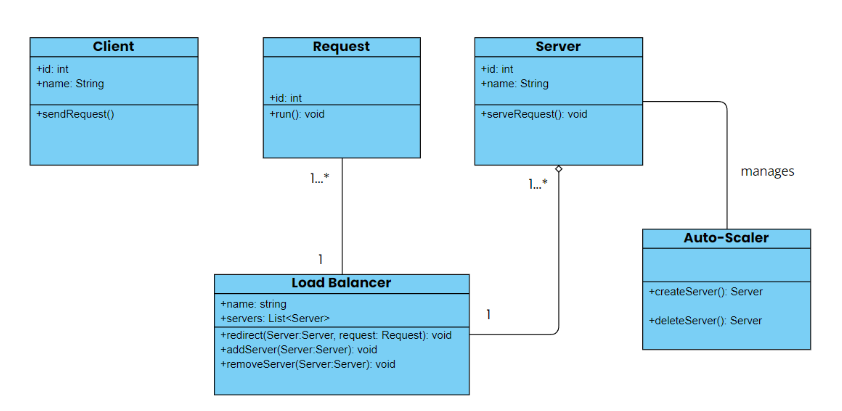 Client
+id: int
+name: String
+sendRequest()
Request
+id: int
+run(): void
Server
+id: int
+name: String
+serveRequest(): void
1...*
1...*
manages
1
1
Load Balancer
+name: string
+servers: List<Server>
+redirect(Server:Server, request: Request): void
+addServer(Server:Server): void
+removeServer(Server:Server): void
Auto-Scaler
+createServer(): Server
+deleteServer(): Server